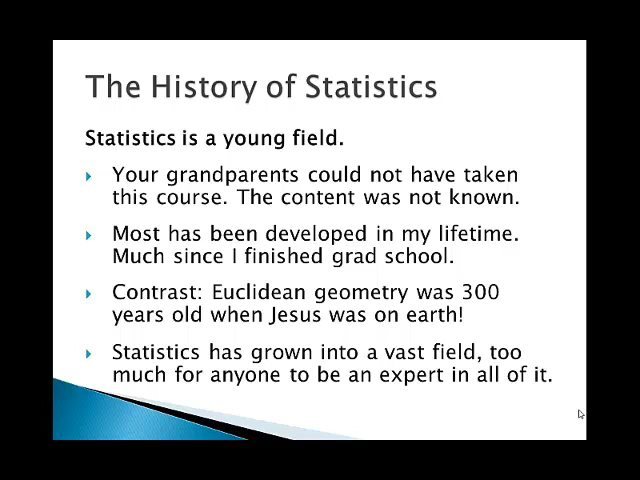 The History of Statistics
Statistics is a young field.
Your grandparents could not have taken
this course. The content was not known.
Most has been developed in my lifetime.
Much since I finished grad school.
Contrast: Euclidean geometry was 300
years old when Jesus was on earth!
Statistics has grown into a vast field, too
much for anyone to be an expert in all of it.